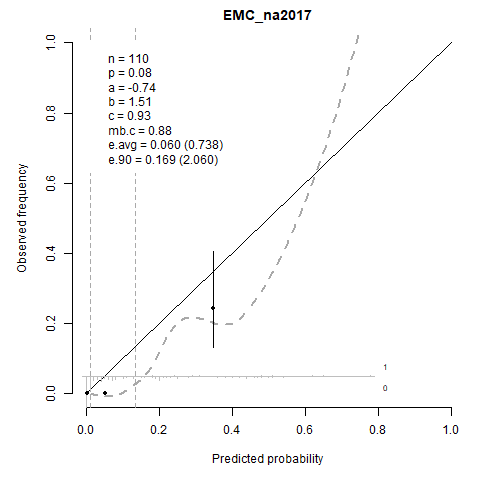 EMC_na2017
n = 110
p = 0.08
a = -0.74
b = 1.51
c = 0.93
mb.c = 0.88
e.avg = 0.060 (0.738)
e.90 = 0.169 (2.060)
Observed frequency
1.0
0.8
0.6
0.4
0.2
0.0
1
0
0.0 0.2 0.4 0.6 0.8 1.0
Predicted probability